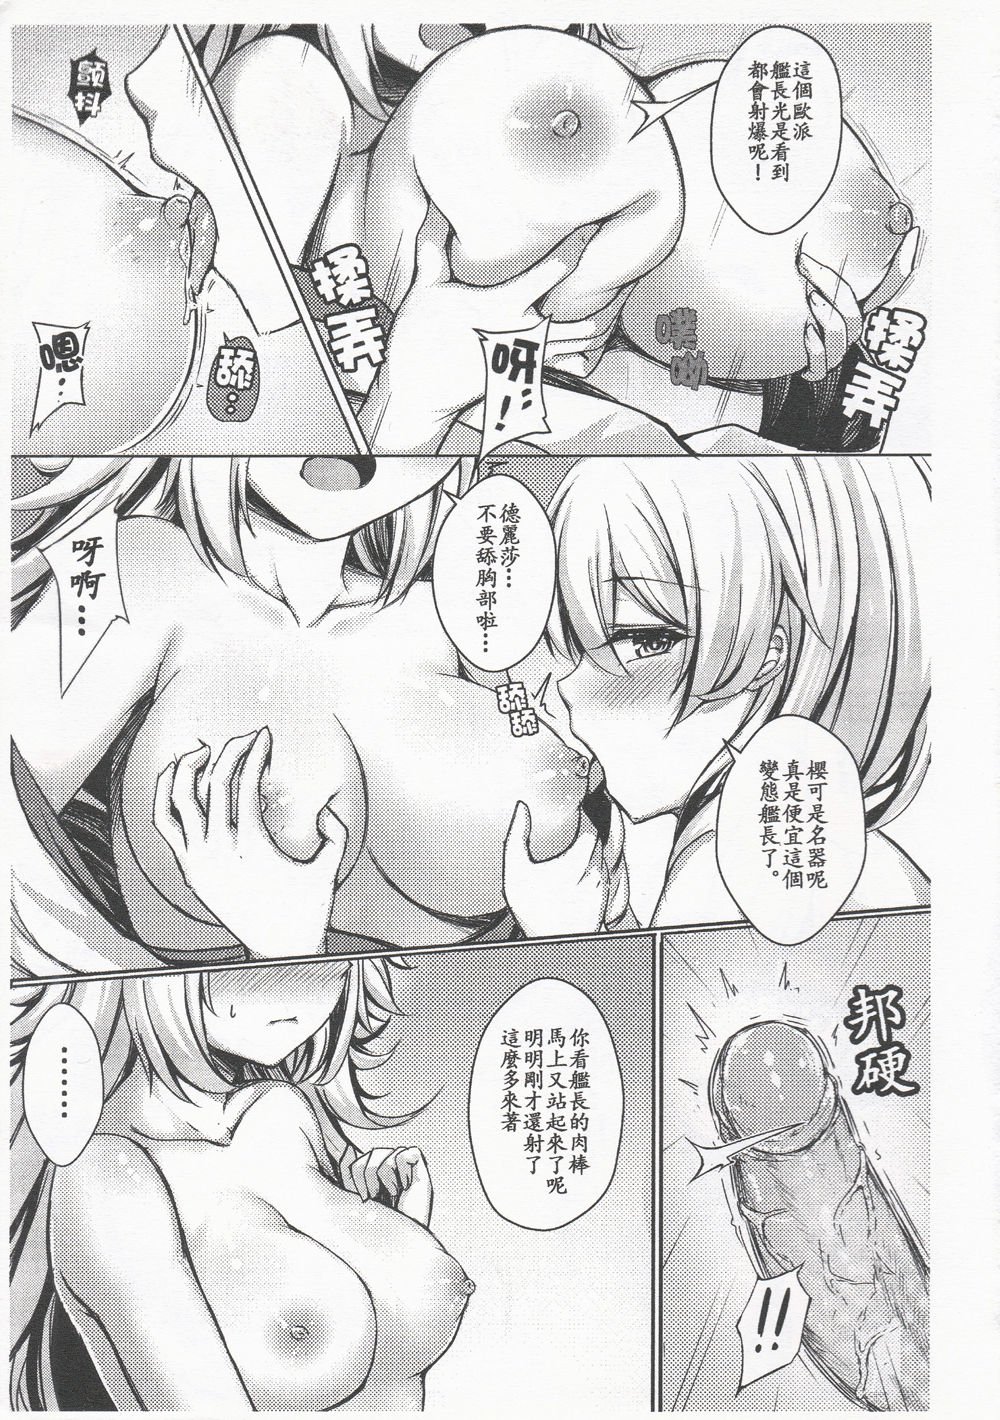 這個歐派
艦長光是看到
都會射爆呢！
揉弄
噗呦
揉弄
呀…！
顫抖
舔…
嗯…
德麗莎…
不要舔胸部啦…
舔舔
櫻可是名器呢
真是便宜這個
變態艦長了。
呀啊…
邦硬
!!
你看艦長的肉棒
馬上又站起來了呢
明明剛才還射了
這麼多來著
………